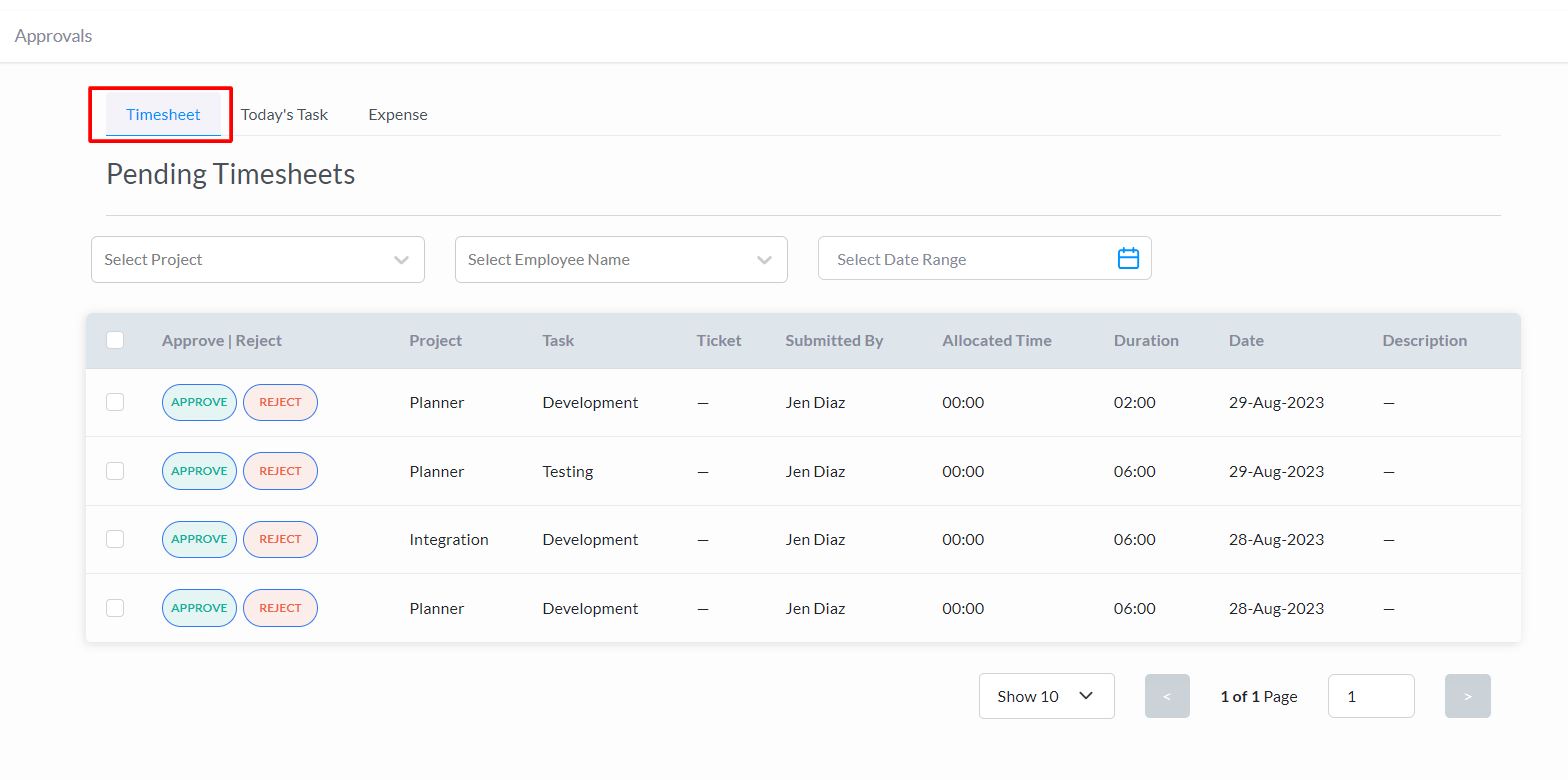 Approvals
Timesheet Today's Task Expense
Pending Timesheets
Select Project Select Employee Name Select Date Range
Approve | Reject Project Task Ticket Submitted By Allocated Time Duration Date Description
APPROVE REJECT Planner Development — Jen Diaz 00:00 02:00 29-Aug-2023 —
APPROVE REJECT Planner Testing — Jen Diaz 00:00 06:00 29-Aug-2023 —
APPROVE REJECT Integration Development — Jen Diaz 00:00 06:00 28-Aug-2023 —
APPROVE REJECT Planner Development — Jen Diaz 00:00 06:00 28-Aug-2023 —
Show 10 < 1 of 1 Page 1 >